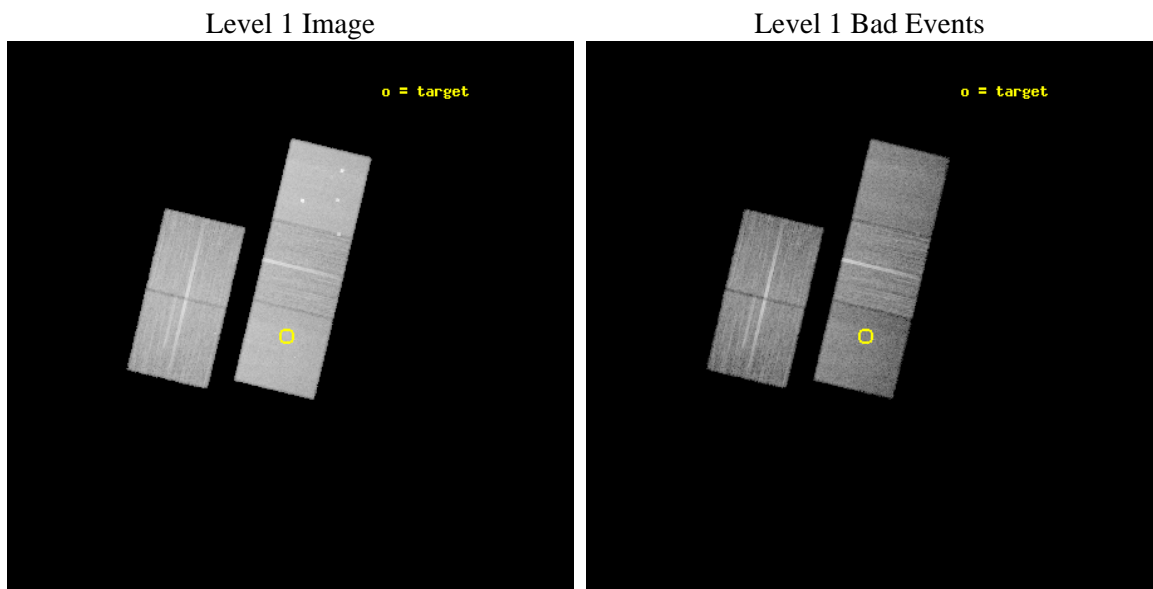 Level 1 Image
Level 1 Bad Events
o = target
o = target